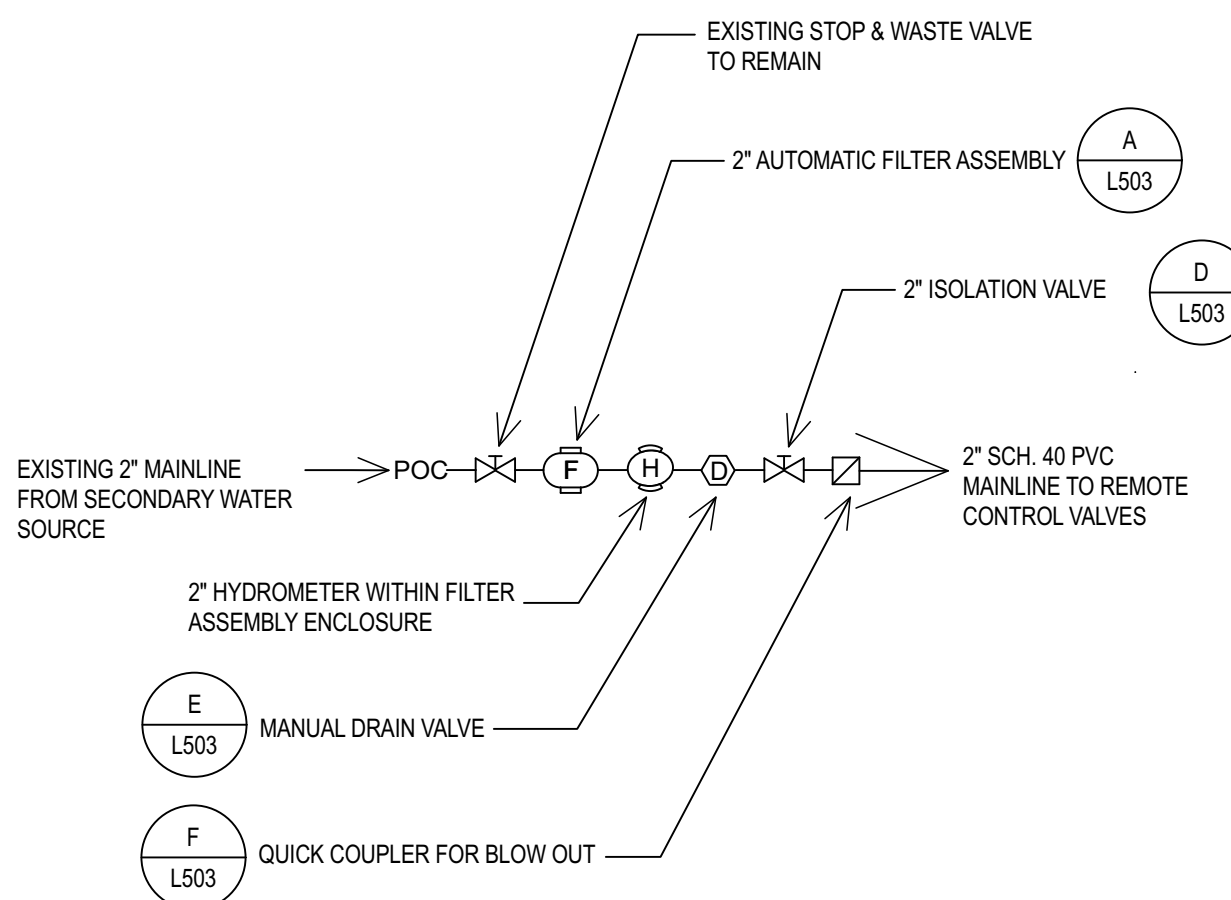 EXISTING STOP & WASTE VALVE
TO REMAIN
2" AUTOMATIC FILTER ASSEMBLY
A
L503
D
L503
2" ISOLATION VALVE
EXISTING 2" MAINLINE
FROM SECONDARY WATER
SOURCE
POC
F
H
D
2" SCH. 40 PVC
MAINLINE TO REMOTE
CONTROL VALVES
2" HYDROMETER WITHIN FILTER
ASSEMBLY ENCLOSURE
E
L503
MANUAL DRAIN VALVE
F
L503
QUICK COUPLER FOR BLOW OUT